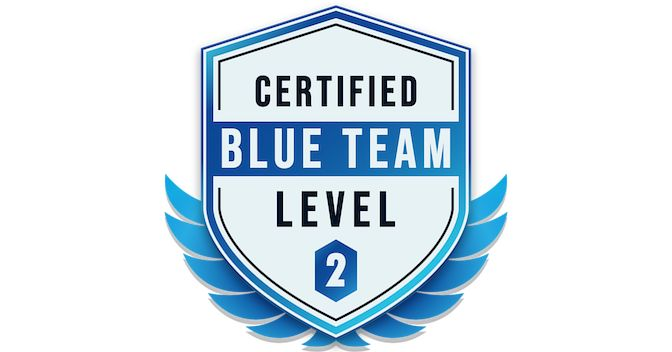 CERTIFIED
BLUE TEAM
LEVEL
2